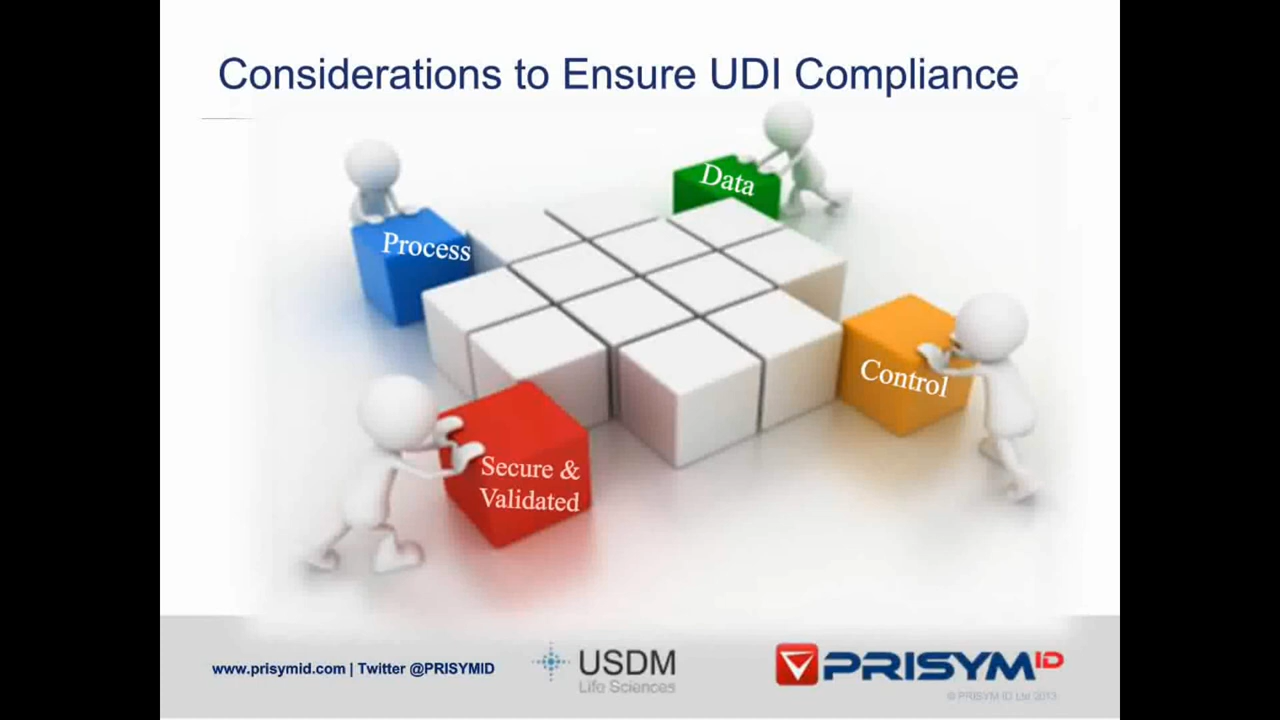 Considerations to Ensure UDI Compliance
Data
Process
Control
Secure &
Validated
www.prisymid.com | Twitter @PRISYMID
USDM
Life Sciences
PRISYM ID
© PRISYM ID Ltd 2013